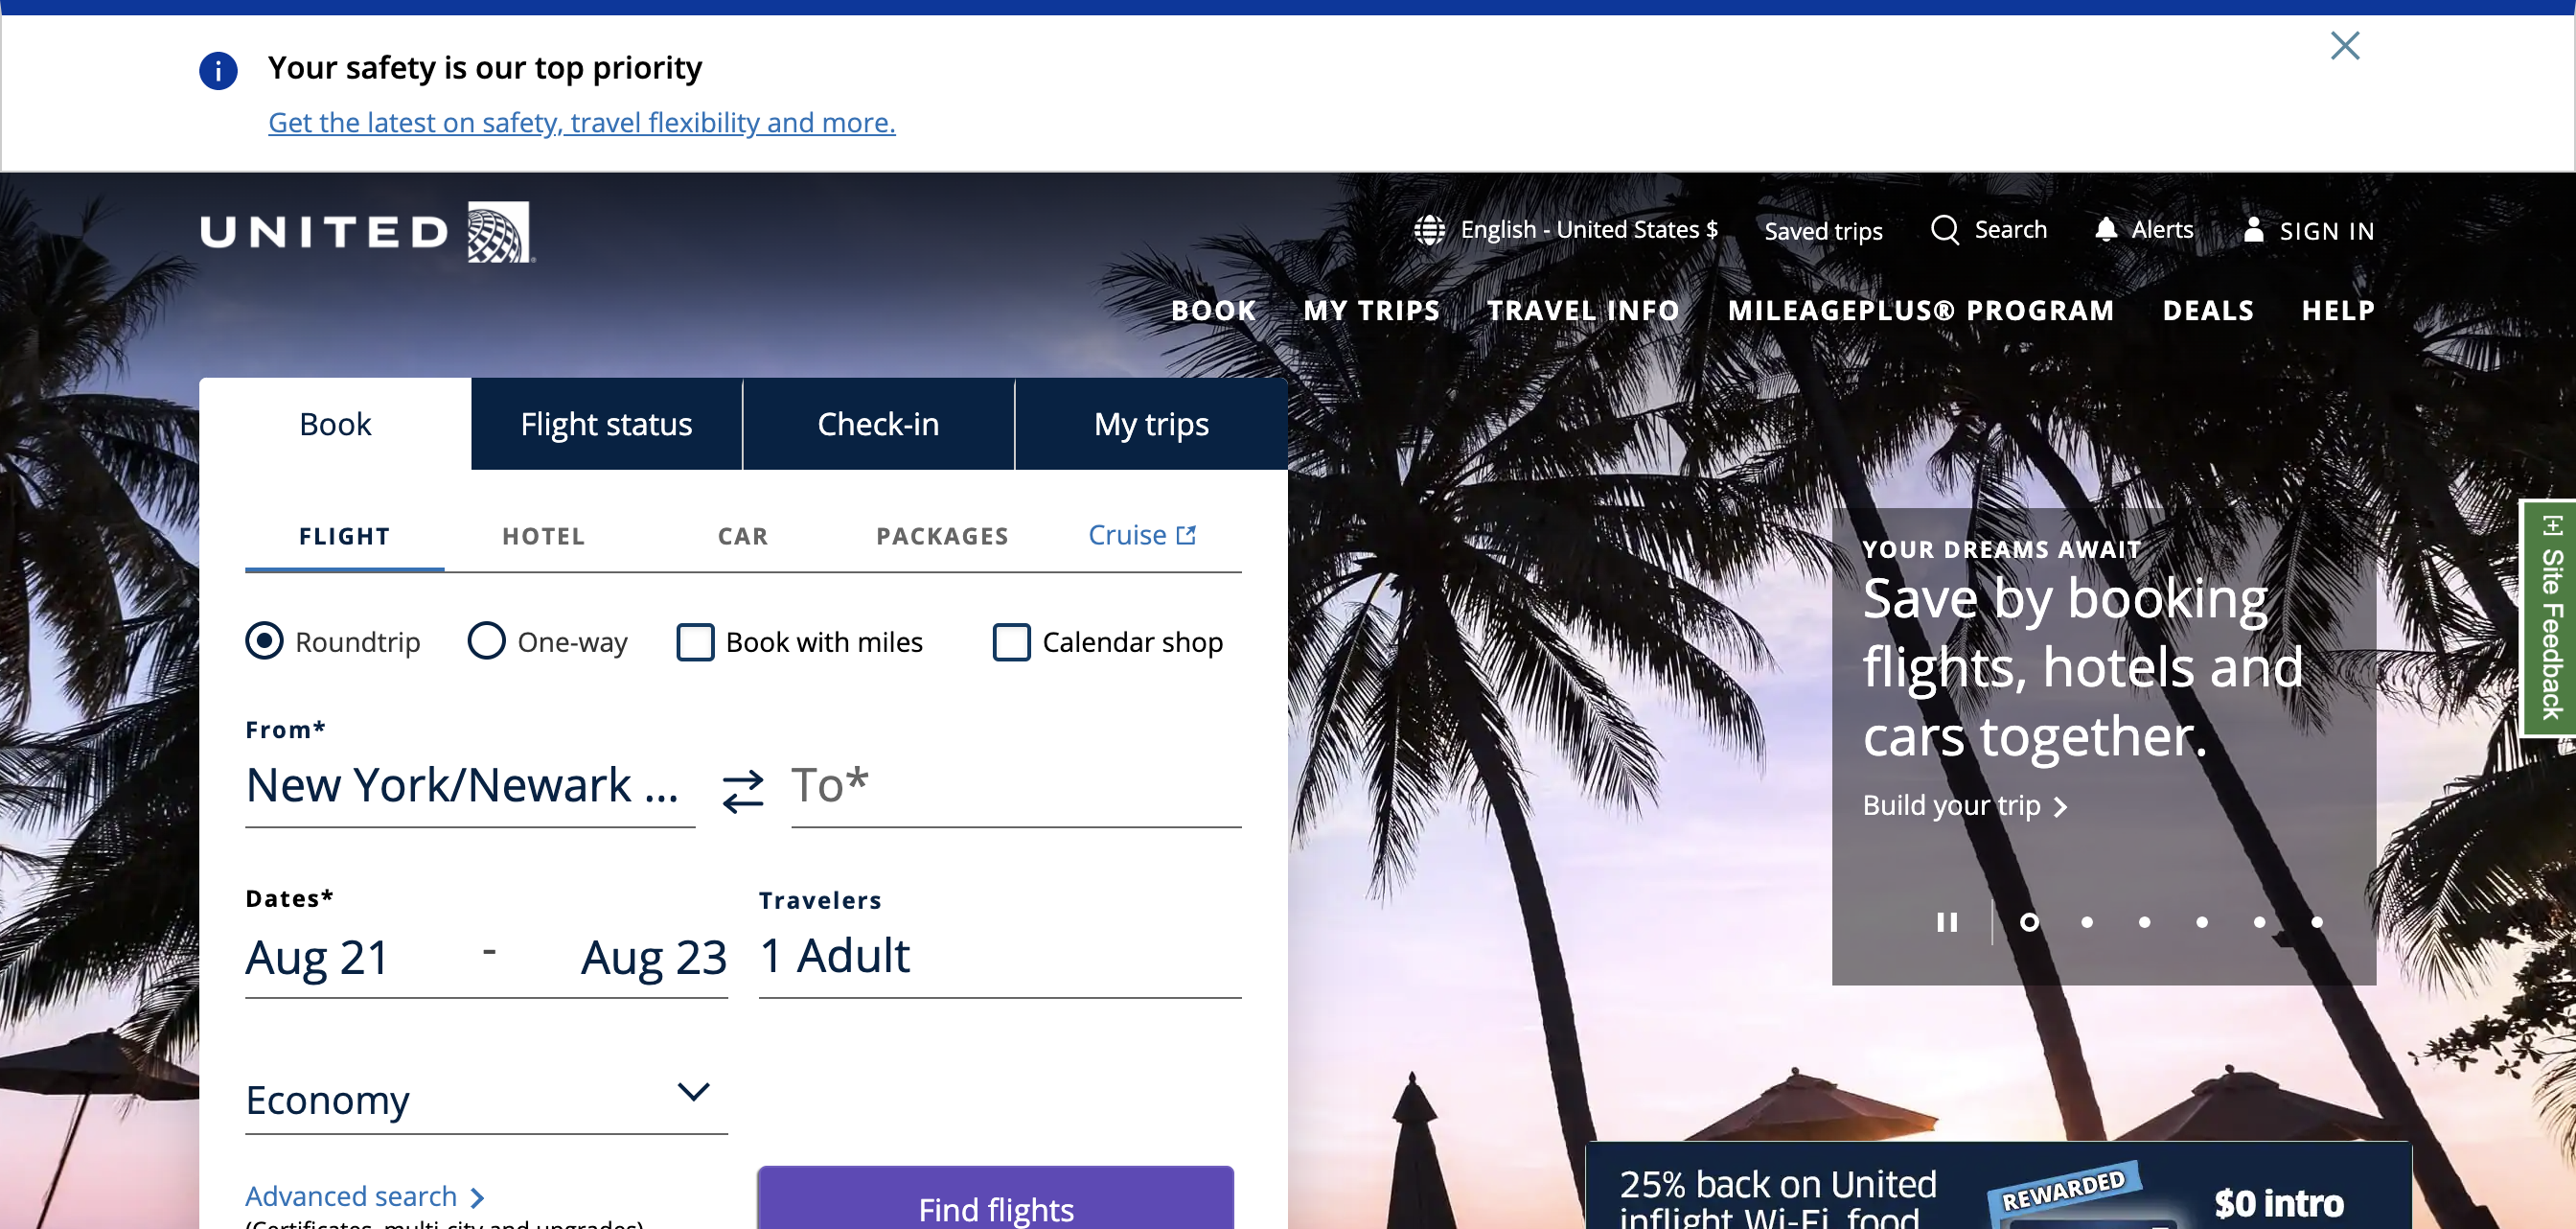 Your safety is our top priority
Get the latest on safety, travel flexibility and more.
UNITED
English - United States $ Saved trips Search Alerts SIGN IN
BOOK MY TRIPS TRAVEL INFO MILEAGEPLUS® PROGRAM DEALS HELP
Book Flight status Check-in My trips
FLIGHT HOTEL CAR PACKAGES Cruise
Roundtrip One-way Book with miles Calendar shop
From*
New York/Newark ... To*
Dates* Travelers
Aug 21 - Aug 23 1 Adult
Economy
Advanced search
(Certificates, multi-city and upgrades)
Find flights
YOUR DREAMS AWAIT
Save by booking
flights, hotels and
cars together.
Build your trip
[+] Site Feedback
25% back on United
inflight Wi-Fi, food
REWARDED
$0 intro